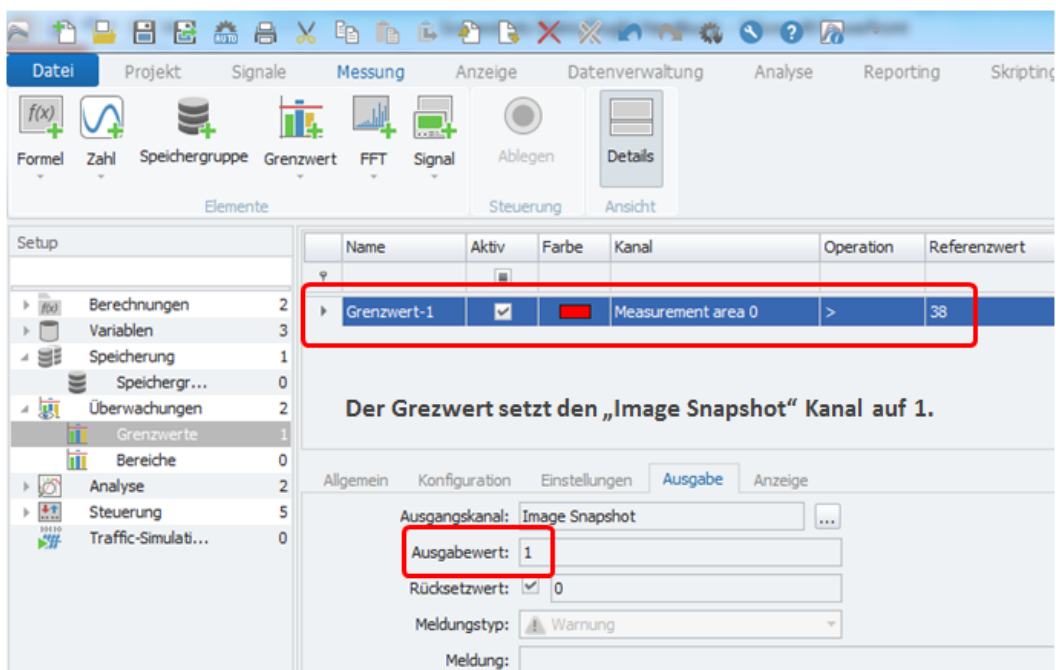 AUTO
Datei Projekt Signale Messung Anzeige Datenverwaltung Analyse Reporting Skripting
f(x)
Formel Zahl Speichergruppe Grenzwert FFT Signal Ablegen Details
Elemente Steuerung Ansicht
Setup
Name Aktiv Farbe Kanal Operation Referenzwert
f(x) Berechnungen 2
Grenzwert-1 Measurement area 0 > 38
Variablen 3
Speicherung 1
Speichergr... 0
Überwachungen 2
Der Grezwert setzt den „Image Snapshot“ Kanal auf 1.
Grenzwerte 1
Bereiche 0
Analyse 2
Allgemein Konfiguration Einstellungen Ausgabe Anzeige
Steuerung 5
Ausgangskanal: Image Snapshot ...
Traffic-Simulati... 0
Ausgabewert: 1
Rücksetzwert: 0
Meldungstyp: Warnung
Meldung: